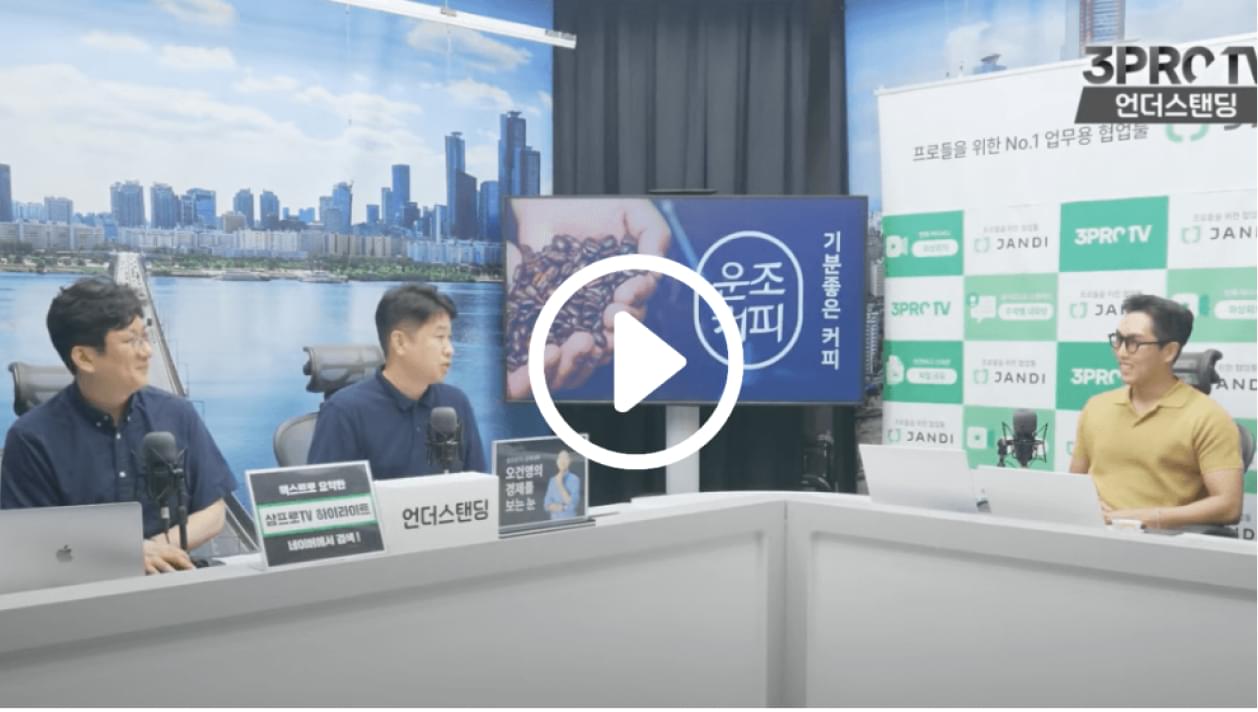 3PRO TV
언더스탠딩
프로들을 위한 No.1 업무용 협업툴
JANDI
3PRO TV
JANDI
3PRO TV
JANDI
3PRO
JANDI
운조
커피
기분좋은 커피
텍스트로 요약한
삼프로TV 하이라이트
네이버에서 검색!
언더스탠딩
오건영의
경제를
보는 눈